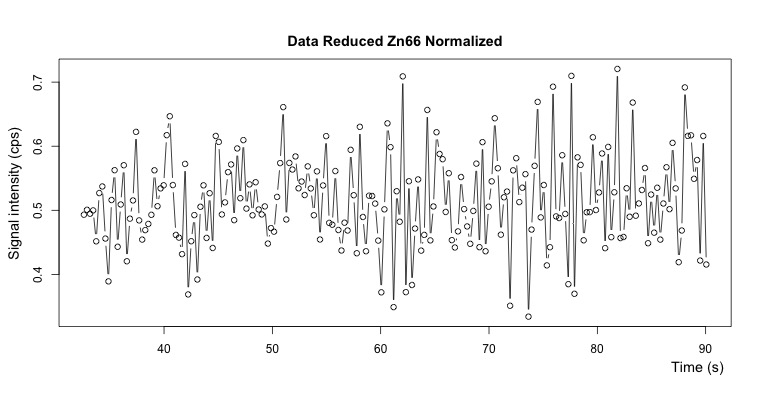 Data Reduced Zn66 Normalized
Signal intensity (cps)
0.7
0.6
0.5
0.4
40 50 60 70 80 90
Time (s)